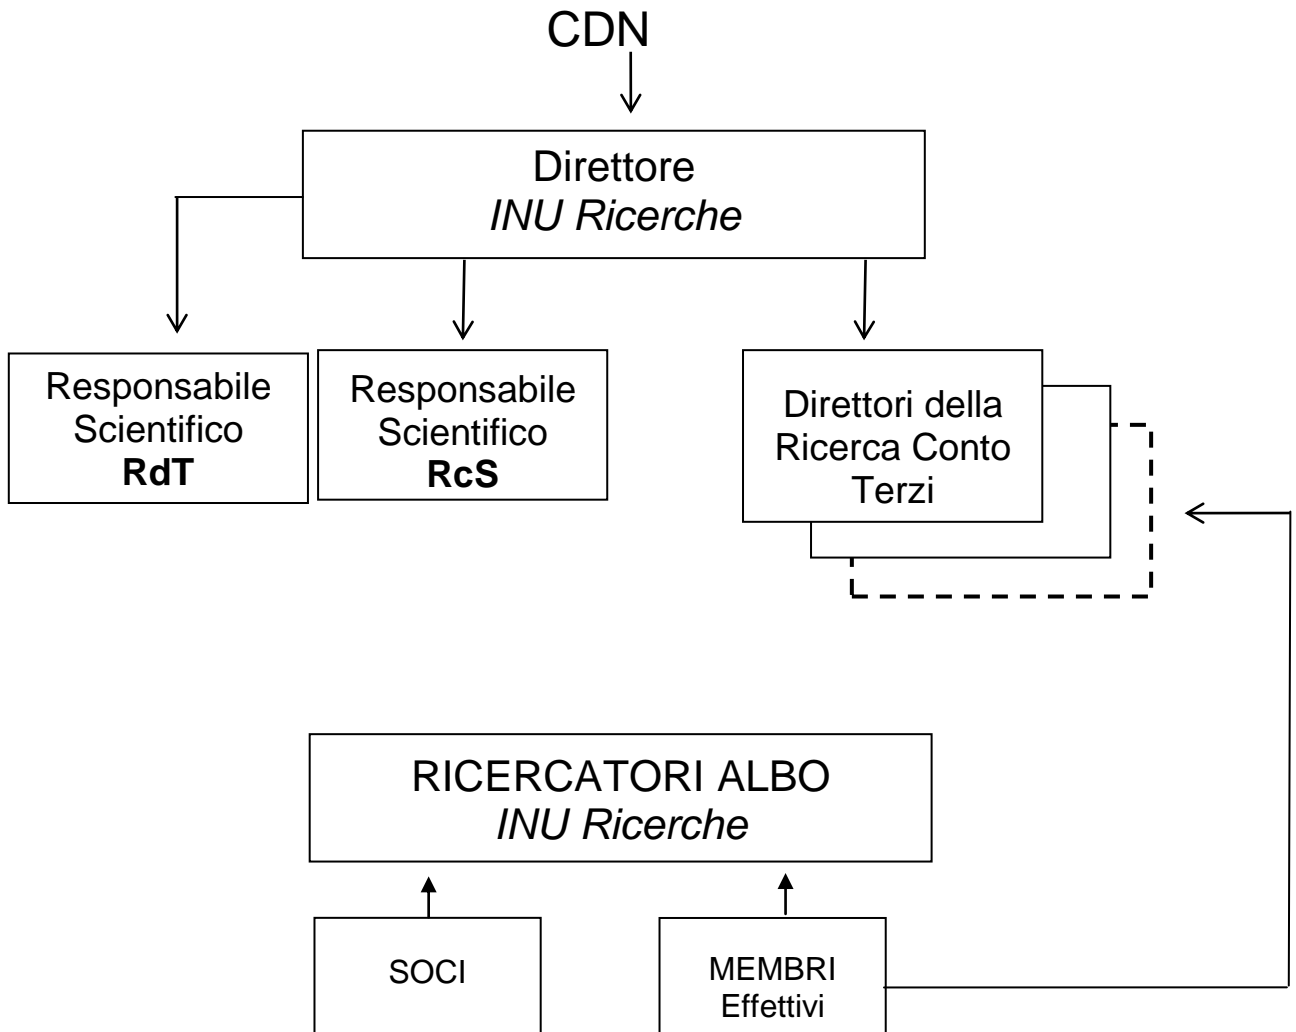 CDN
Direttore
INU Ricerche
Responsabile
Scientifico
RdT
Responsabile
Scientifico
RcS
Direttori della
Ricerca Conto
Terzi
RICERCATORI ALBO
INU Ricerche
SOCI
MEMBRI
Effettivi